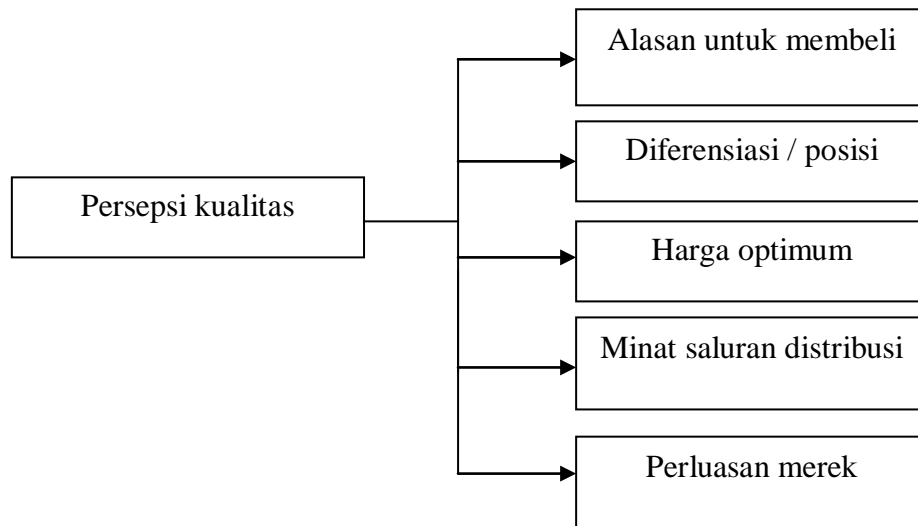 Alasan untuk membeli
Diferensiasi / posisi
Persepsi kualitas
Harga optimum
Minat saluran distribusi
Perluasan merek